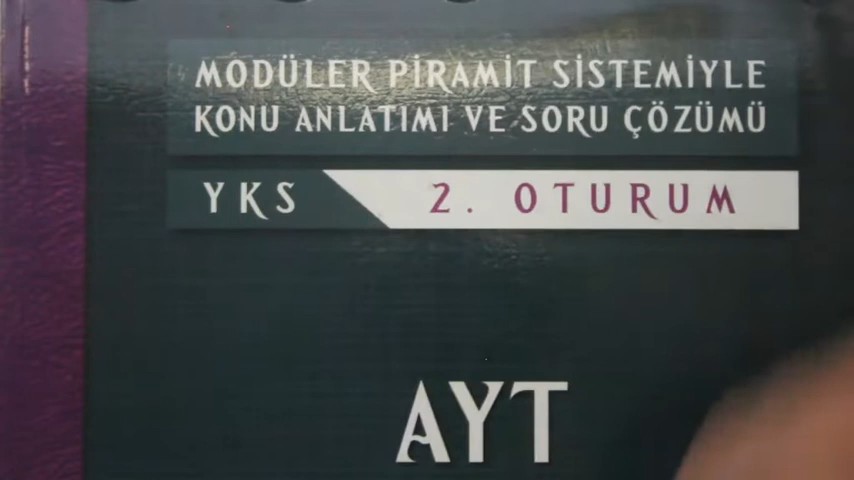 MODÜLER PİRAMİT SİSTEMİYLE
KONU ANLATIMI VE SORU ÇÖZÜMÜ
YKS 2. OTURUM
AYT